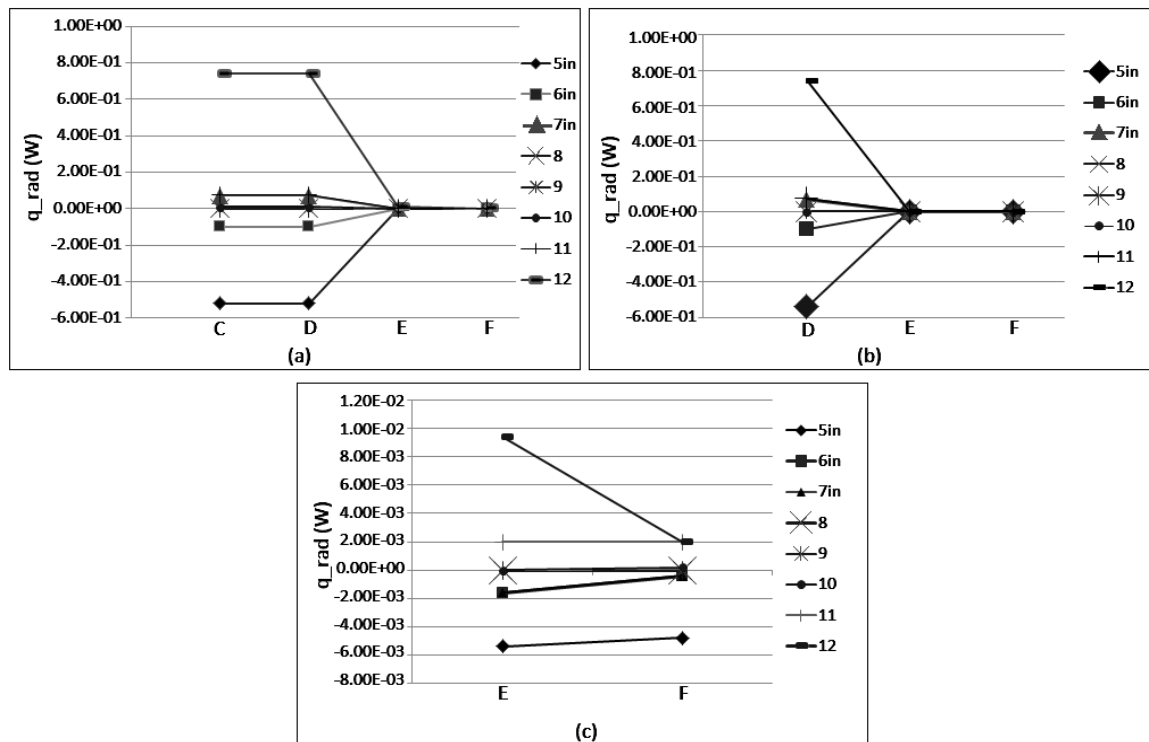 1.00E+00
8.00E-01
6.00E-01
4.00E-01
2.00E-01
0.00E+00
-2.00E-01
-4.00E-01
-6.00E-01
q_rad (W)
C D E F
(a)
5in
6in
7in
8
9
10
11
12
1.00E+00
8.00E-01
6.00E-01
4.00E-01
2.00E-01
0.00E+00
-2.00E-01
-4.00E-01
-6.00E-01
q_rad (W)
D E F
(b)
5in
6in
7in
8
9
10
11
12
1.20E-02
1.00E-02
8.00E-03
6.00E-03
4.00E-03
2.00E-03
0.00E+00
-2.00E-03
-4.00E-03
-6.00E-03
-8.00E-03
q_rad (W)
E F
(c)
5in
6in
7in
8
9
10
11
12